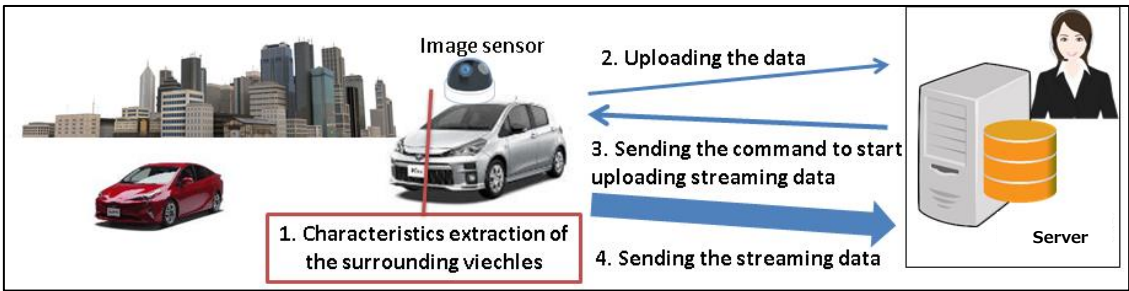 Image sensor
2. Uploading the data
3. Sending the command to start
uploading streaming data
1. Characteristics extraction of
the surrounding viechles
4. Sending the streaming data
Server